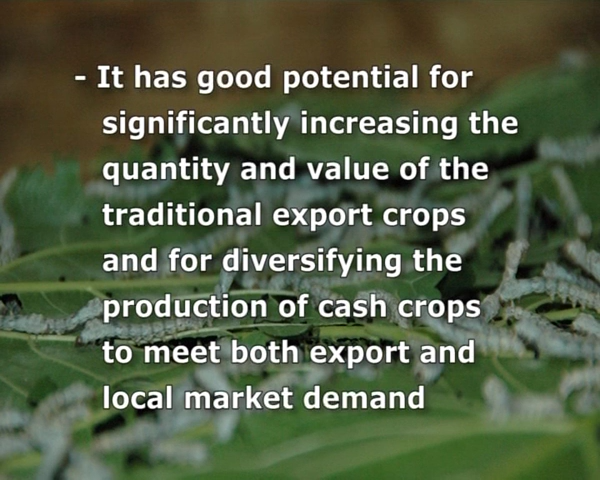 - It has good potential for
significantly increasing the
quantity and value of the
traditional export crops
and for diversifying the
production of cash crops
to meet both export and
local market demand